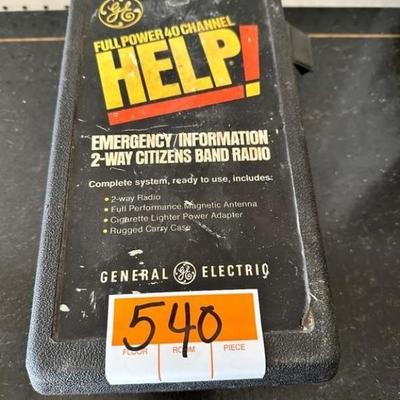 GE
FULL POWER 40 CHANNEL
HELP!
EMERGENCY/INFORMATION
2-WAY CITIZENS BAND RADIO
Complete system, ready to use, includes:
• 2-way Radio
• Full Performance Magnetic Antenna
• Cigarette Lighter Power Adapter
• Rugged Carry Case
GENERAL GE ELECTRIC
540
FLOOR ROOM PIECE